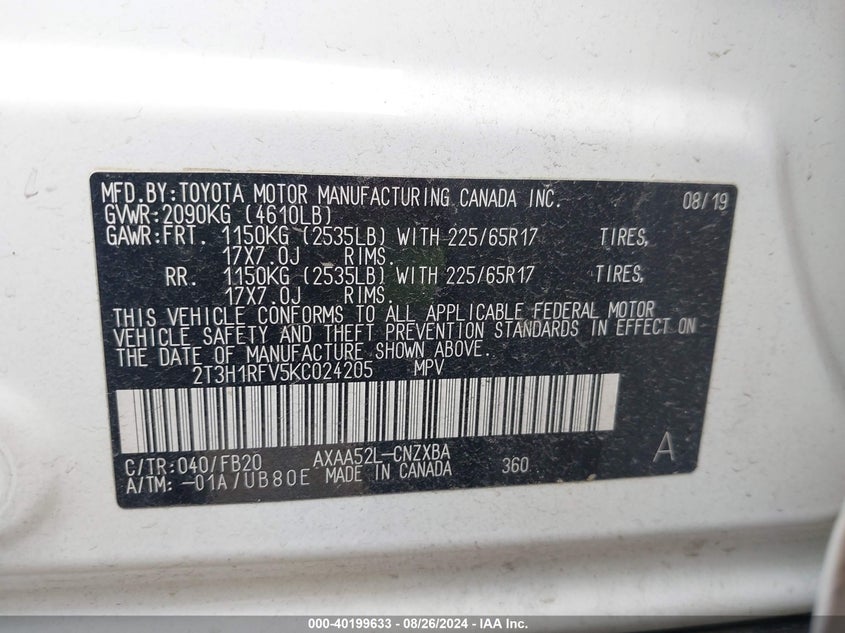 MFD.BY:TOYOTA MOTOR MANUFACTURING CANADA INC. 08/19
GVWR:2090KG (4610LB)
GAWR:FRT. 1150KG (2535LB) WITH 225/65R17 TIRES,
17X7.0J RIMS.
RR. 1150KG (2535LB) WITH 225/65R17 TIRES,
17X7.0J RIMS.
THIS VEHICLE CONFORMS TO ALL APPLICABLE FEDERAL MOTOR
VEHICLE SAFETY AND THEFT PREVENTION STANDARDS IN EFFECT ON
THE DATE OF MANUFACTURE SHOWN ABOVE.
2T3H1RFV5KC024205 MPV
C/TR:040/FB20 AXAA52L-CNZXBA
A/TM: -01A/UB80E MADE IN CANADA 360 A
000-40199633 - 08/26/2024 - IAA Inc.